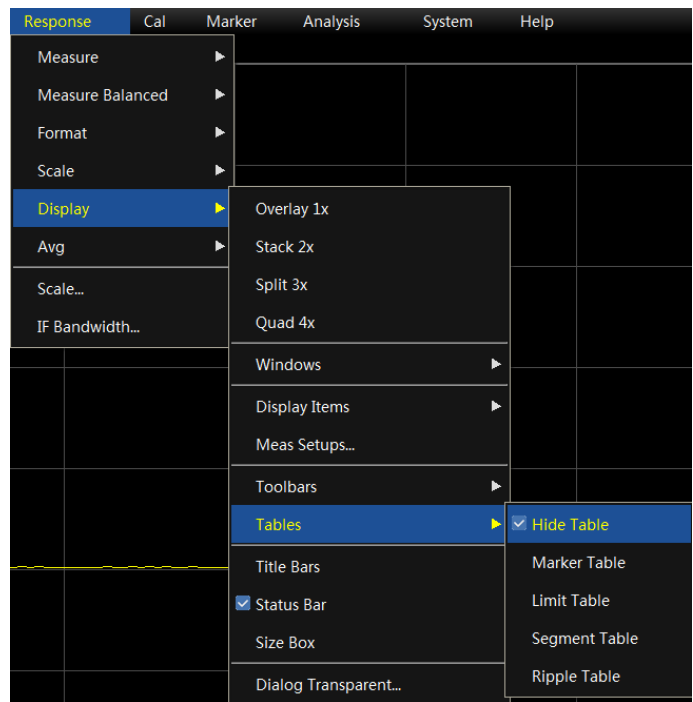 Response Cal Marker Analysis System Help
Measure
Measure Balanced
Format
Scale
Display
Avg
Scale...
IF Bandwidth...
Overlay 1x
Stack 2x
Split 3x
Quad 4x
Windows
Display Items
Meas Setups...
Toolbars
Tables
Title Bars
Status Bar
Size Box
Dialog Transparent...
Hide Table
Marker Table
Limit Table
Segment Table
Ripple Table